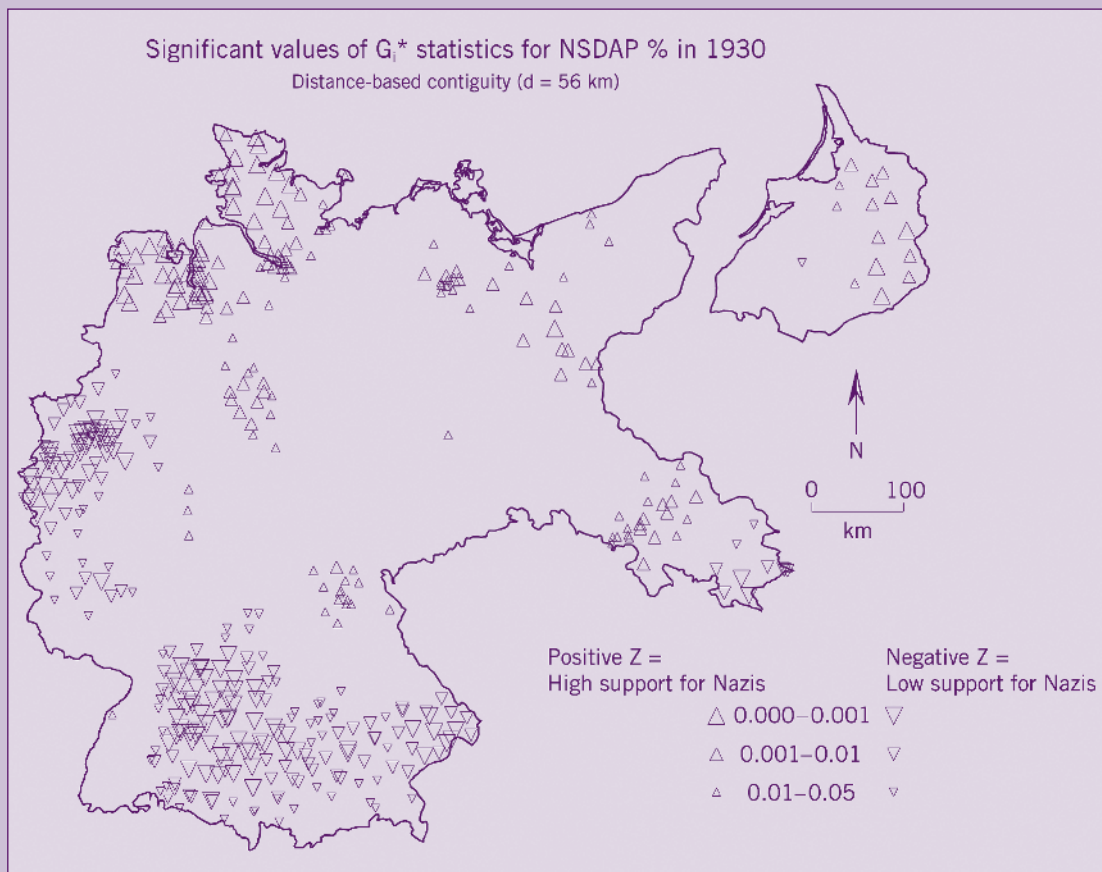 Significant values of Gᵢ* statistics for NSDAP % in 1930
Distance-based contiguity (d = 56 km)
N
0 100
km
Positive Z = Negative Z =
High support for Nazis Low support for Nazis
△ 0.000–0.001 ▽
△ 0.001–0.01 ▽
△ 0.01–0.05 ▽